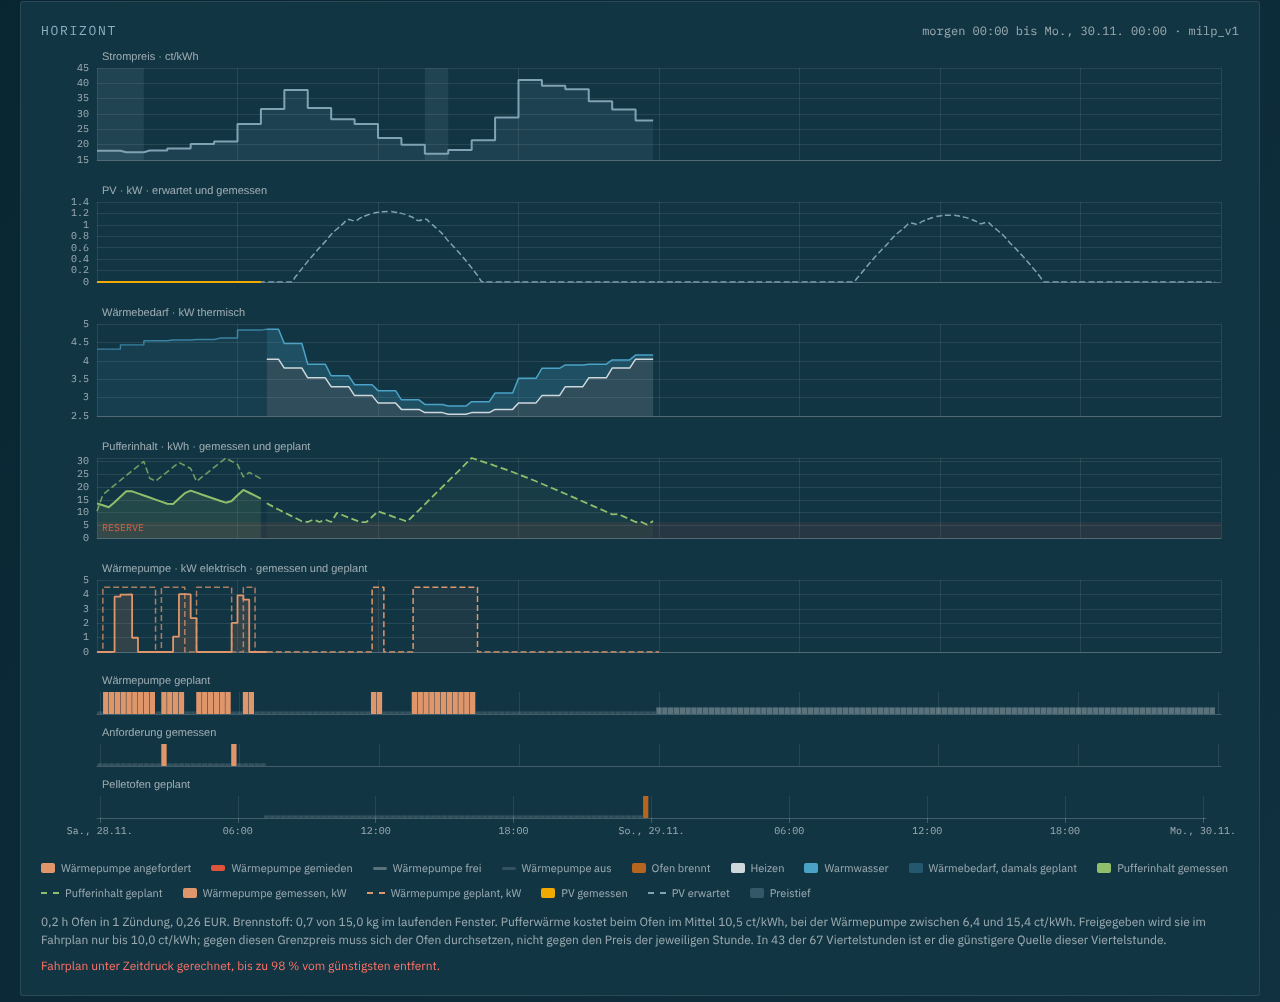 HORIZONT
morgen 00:00 bis Mo., 30.11. 00:00 · milp_v1
Strompreis · ct/kWh
45
40
35
30
25
20
15
PV · kW · erwartet und gemessen
1.4
1.2
1
0.8
0.6
0.4
0.2
0
Wärmebedarf · kW thermisch
5
4.5
4
3.5
3
2.5
Pufferinhalt · kWh · gemessen und geplant
30
25
20
15
10
5
0
RESERVE
Wärmepumpe · kW elektrisch · gemessen und geplant
5
4
3
2
1
0
Wärmepumpe geplant
Anforderung gemessen
Pelletofen geplant
Sa., 28.11. 06:00 12:00 18:00 So., 29.11. 06:00 12:00 18:00 Mo., 30.11.
Wärmepumpe angefordert Wärmepumpe gemieden Wärmepumpe frei Wärmepumpe aus Ofen brennt Heizen Warmwasser Wärmebedarf, damals geplant Pufferinhalt gemessen
Pufferinhalt geplant Wärmepumpe gemessen, kW Wärmepumpe geplant, kW PV gemessen PV erwartet Preistief
0,2 h Ofen in 1 Zündung, 0,26 EUR. Brennstoff: 0,7 von 15,0 kg im laufenden Fenster. Pufferwärme kostet beim Ofen im Mittel 10,5 ct/kWh, bei der Wärmepumpe zwischen 6,4 und 15,4 ct/kWh. Freigegeben wird sie im
Fahrplan nur bis 10,0 ct/kWh; gegen diesen Grenzpreis muss sich der Ofen durchsetzen, nicht gegen den Preis der jeweiligen Stunde. In 43 der 67 Viertelstunden ist er die günstigere Quelle dieser Viertelstunde.
Fahrplan unter Zeitdruck gerechnet, bis zu 98 % vom günstigsten entfernt.